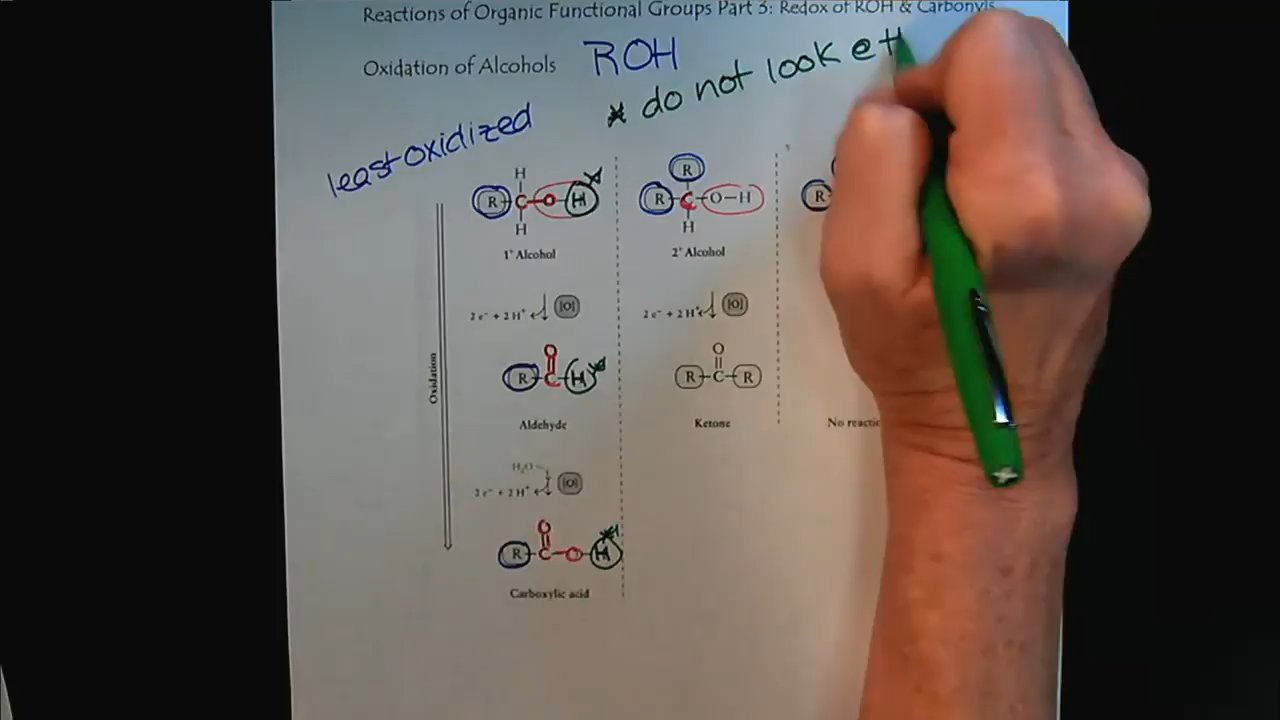 Reactions of Organic Functional Groups Part 3: Redox of ROH & Carbonyls
Oxidation of Alcohols ROH
* do not look
least oxidized
H
R C O H
H
1° Alcohol
R
R C O-H
H
2° Alcohol
R
2 e⁻ + 2 H⁺ [O]
2 e⁻ + 2 H⁺ [O]
Oxidation
O
R-C-H
Aldehyde
O
R-C-R
Ketone
No
H₂O
2 e⁻ + 2 H⁺ [O]
O
R C O H
Carboxylic acid